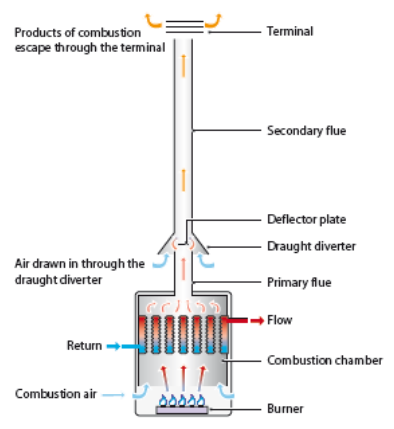 Products of combustion
escape through the terminal
Terminal
Secondary flue
Deflector plate
Draught diverter
Air drawn in through the
draught diverter
Primary flue
Flow
Return
Combustion chamber
Combustion air
Burner